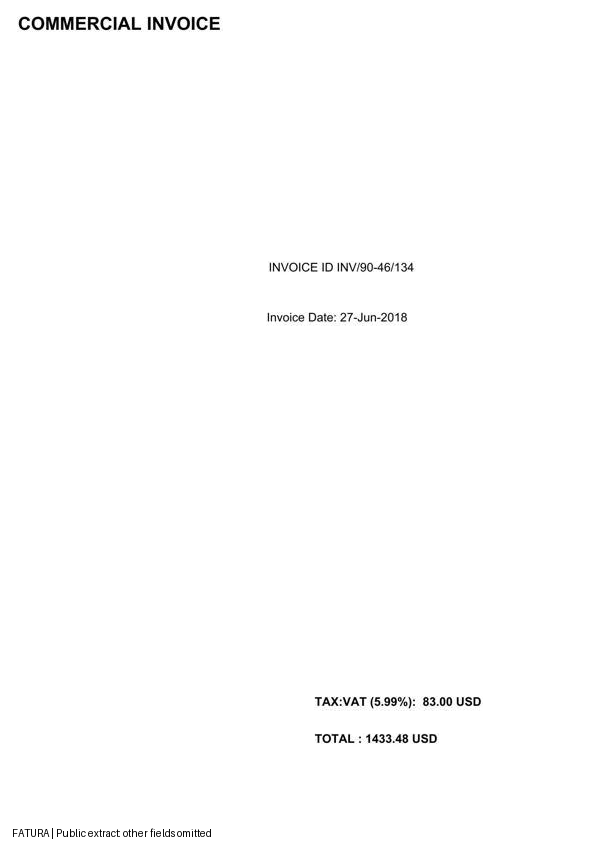 COMMERCIAL INVOICE
INVOICE ID INV/90-46/134
Invoice Date: 27-Jun-2018
TAX:VAT (5.99%): 83.00 USD
TOTAL : 1433.48 USD
FATURA | Public extract: other fields omitted